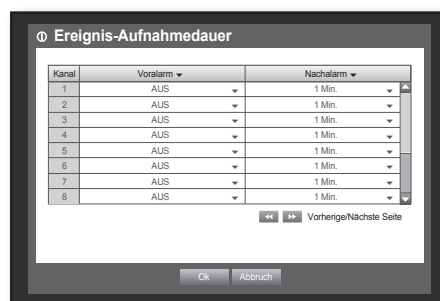 Ereignis-Aufnahmedauer
Kanal Voralarm Nachalarm
1 AUS 1 Min.
2 AUS 1 Min.
3 AUS 1 Min.
4 AUS 1 Min.
5 AUS 1 Min.
6 AUS 1 Min.
7 AUS 1 Min.
8 AUS 1 Min.
Vorherige/Nächste Seite
Ok Abbruch